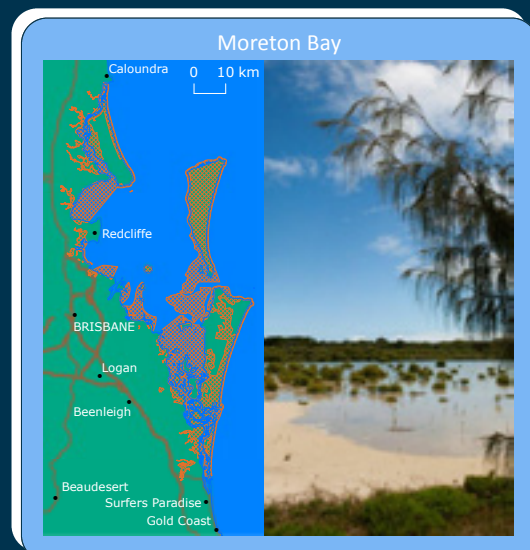 Moreton Bay
Caloundra
0 10 km
Redcliffe
BRISBANE
Logan
Beenleigh
Beaudesert
Surfers Paradise
Gold Coast